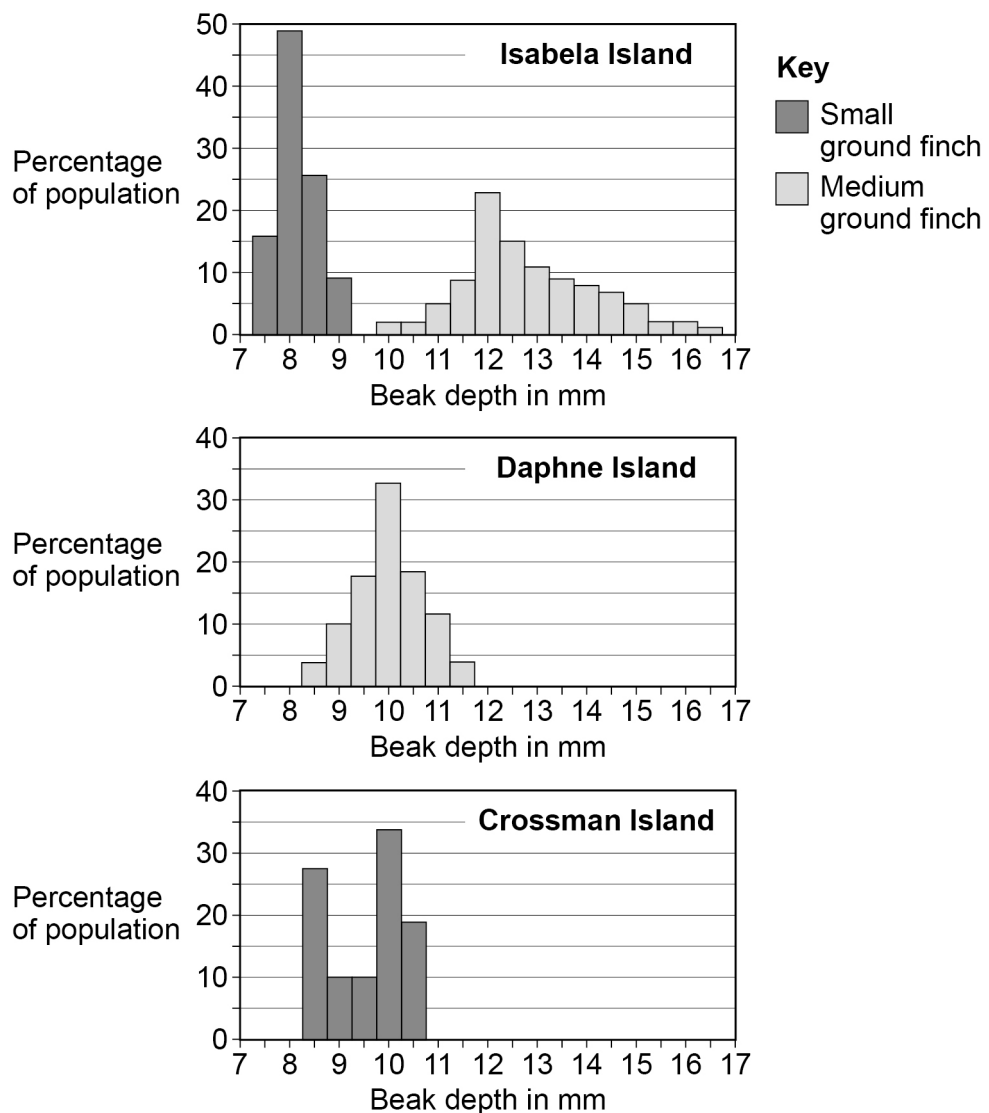 50
40
30
20
10
0
Percentage
of population
Isabela Island
7 8 9 10 11 12 13 14 15 16 17
Beak depth in mm
Key
Small
ground finch
Medium
ground finch
40
30
20
10
0
Percentage
of population
Daphne Island
7 8 9 10 11 12 13 14 15 16 17
Beak depth in mm
40
30
20
10
0
Percentage
of population
Crossman Island
7 8 9 10 11 12 13 14 15 16 17
Beak depth in mm